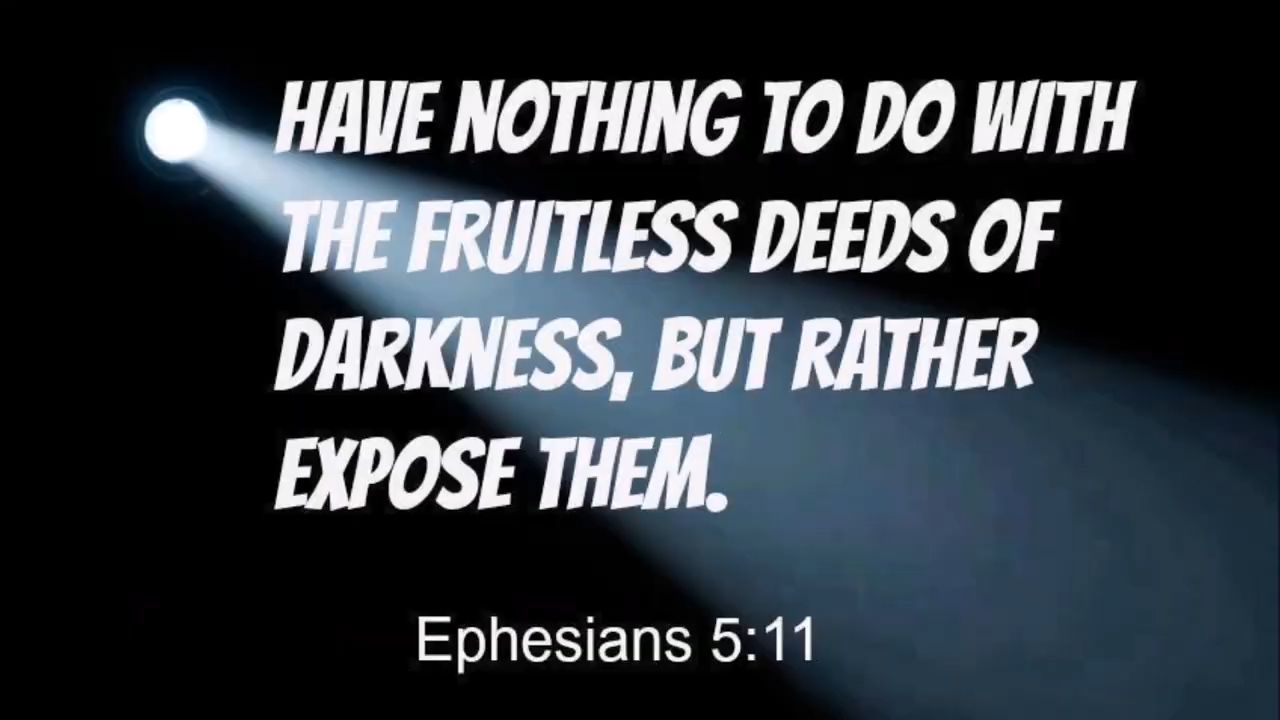 HAVE NOTHING TO DO WITH
THE FRUITLESS DEEDS OF
DARKNESS, BUT RATHER
EXPOSE THEM.
Ephesians 5:11